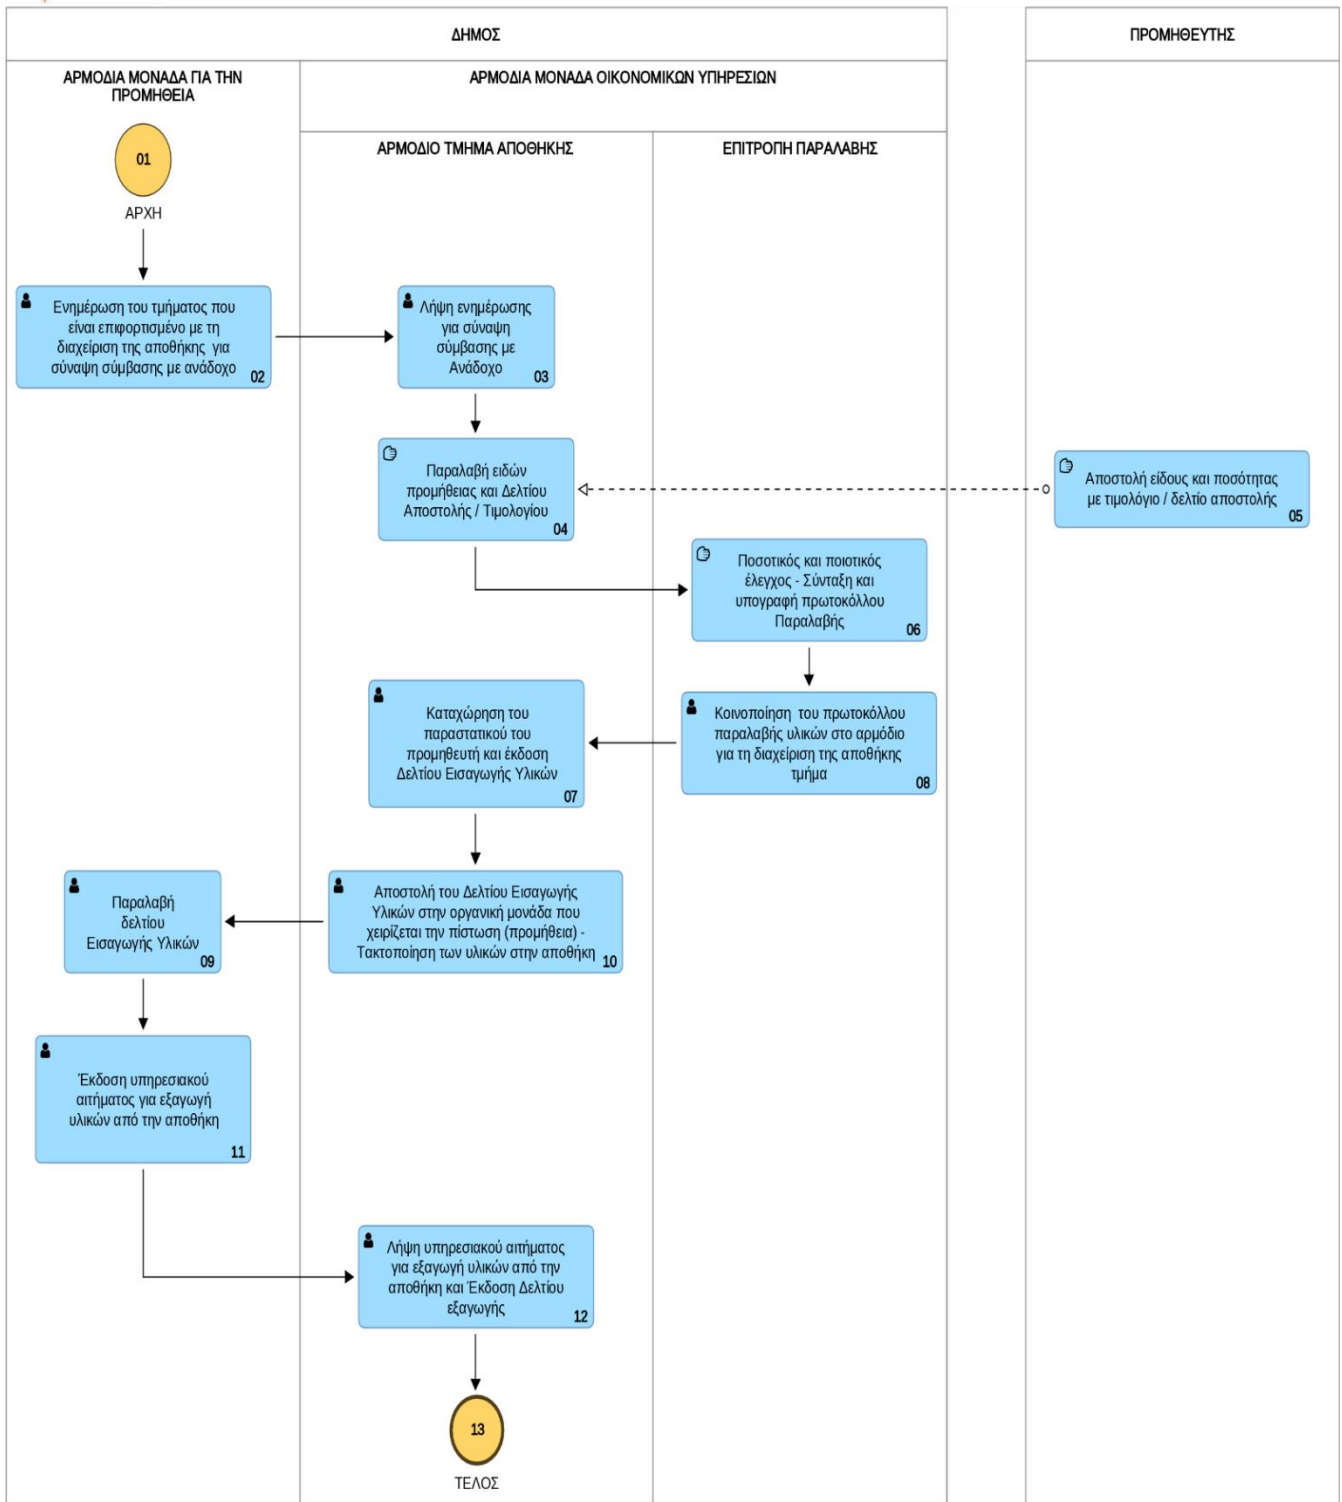 ΔΗΜΟΣ
ΠΡΟΜΗΘΕΥΤΗΣ
ΑΡΜΟΔΙΑ ΜΟΝΑΔΑ ΓΙΑ ΤΗΝ
ΠΡΟΜΗΘΕΙΑ
ΑΡΜΟΔΙΑ ΜΟΝΑΔΑ ΟΙΚΟΝΟΜΙΚΩΝ ΥΠΗΡΕΣΙΩΝ
ΑΡΜΟΔΙΟ ΤΜΗΜΑ ΑΠΟΘΗΚΗΣ
ΕΠΙΤΡΟΠΗ ΠΑΡΑΛΑΒΗΣ
01
ΑΡΧΗ
Ενημέρωση του τμήματος που
είναι επιφορτισμένο με τη
διαχείριση της αποθήκης για
σύναψη σύμβασης με ανάδοχο
02
Λήψη ενημέρωσης
για σύναψη
σύμβασης με
Ανάδοχο
03
Παραλαβή ειδών
προμήθειας και Δελτίου
Αποστολής / Τιμολογίου
04
Αποστολή είδους και ποσότητας
με τιμολόγιο / δελτίο αποστολής
05
Ποσοτικός και ποιοτικός
έλεγχος - Σύνταξη και
υπογραφή πρωτοκόλλου
Παραλαβής
06
Καταχώρηση του
παραστατικού του
προμηθευτή και έκδοση
Δελτίου Εισαγωγής Υλικών
07
Κοινοποίηση του πρωτοκόλλου
παραλαβής υλικών στο αρμόδιο
για τη διαχείριση της αποθήκης
τμήμα
08
Παραλαβή
δελτίου
Εισαγωγής Υλικών
09
Αποστολή του Δελτίου Εισαγωγής
Υλικών στην οργανική μονάδα που
χειρίζεται την πίστωση (προμήθεια) -
Τακτοποίηση των υλικών στην αποθήκη
10
Έκδοση υπηρεσιακού
αιτήματος για εξαγωγή
υλικών από την αποθήκη
11
Λήψη υπηρεσιακού αιτήματος
για εξαγωγή υλικών από την
αποθήκη και Έκδοση Δελτίου
εξαγωγής
12
13
ΤΕΛΟΣ